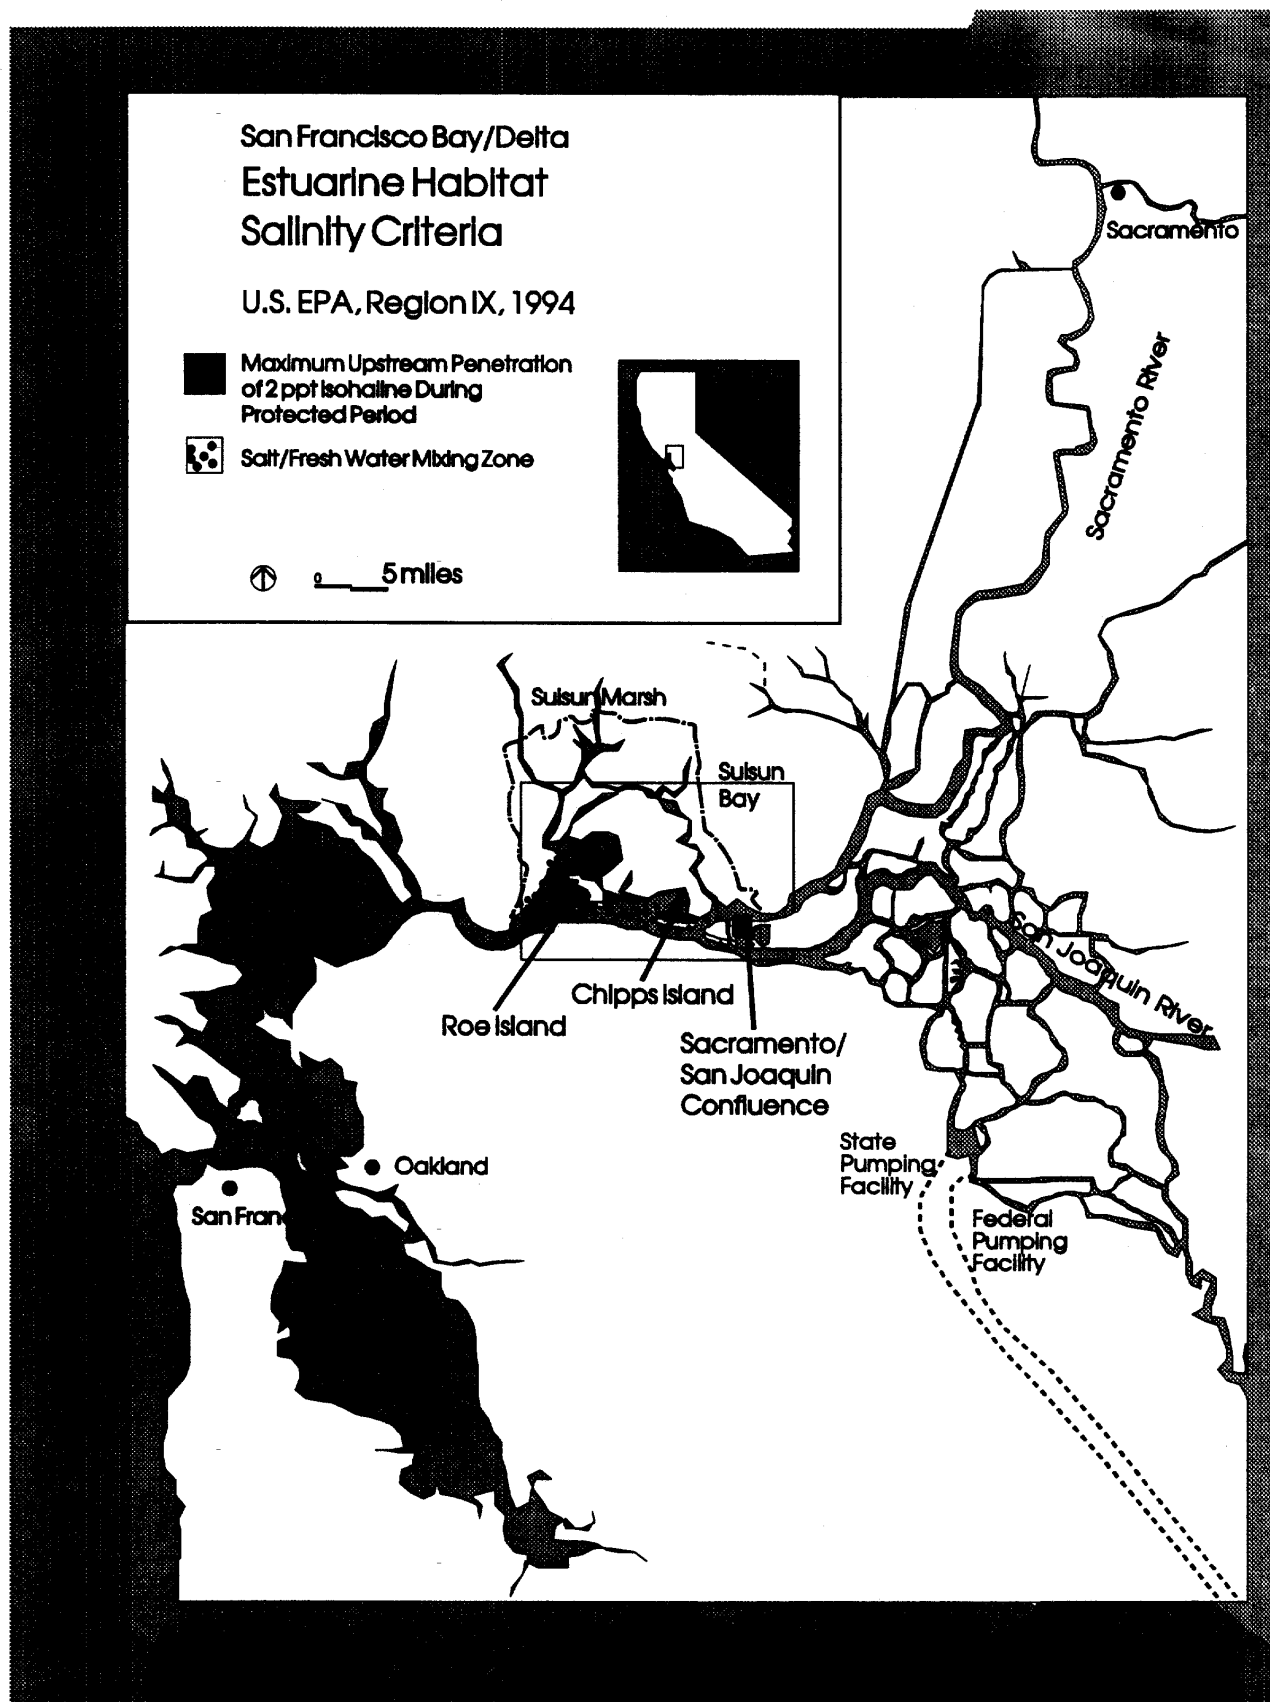 San Francisco Bay/Delta
Estuarine Habitat
Salinity Criteria
U.S. EPA, Region IX, 1994
Maximum Upstream Penetration
of 2 ppt Isohaline During
Protected Period
Salt/Fresh Water Mixing Zone
0 5 miles
Sacramento
Sacramento River
Suisun Marsh
Suisun
Bay
San Joaquin River
Chipps Island
Roe Island
Sacramento/
San Joaquin
Confluence
State
Pumping
Facility
Oakland
San Fran
Federal
Pumping
Facility